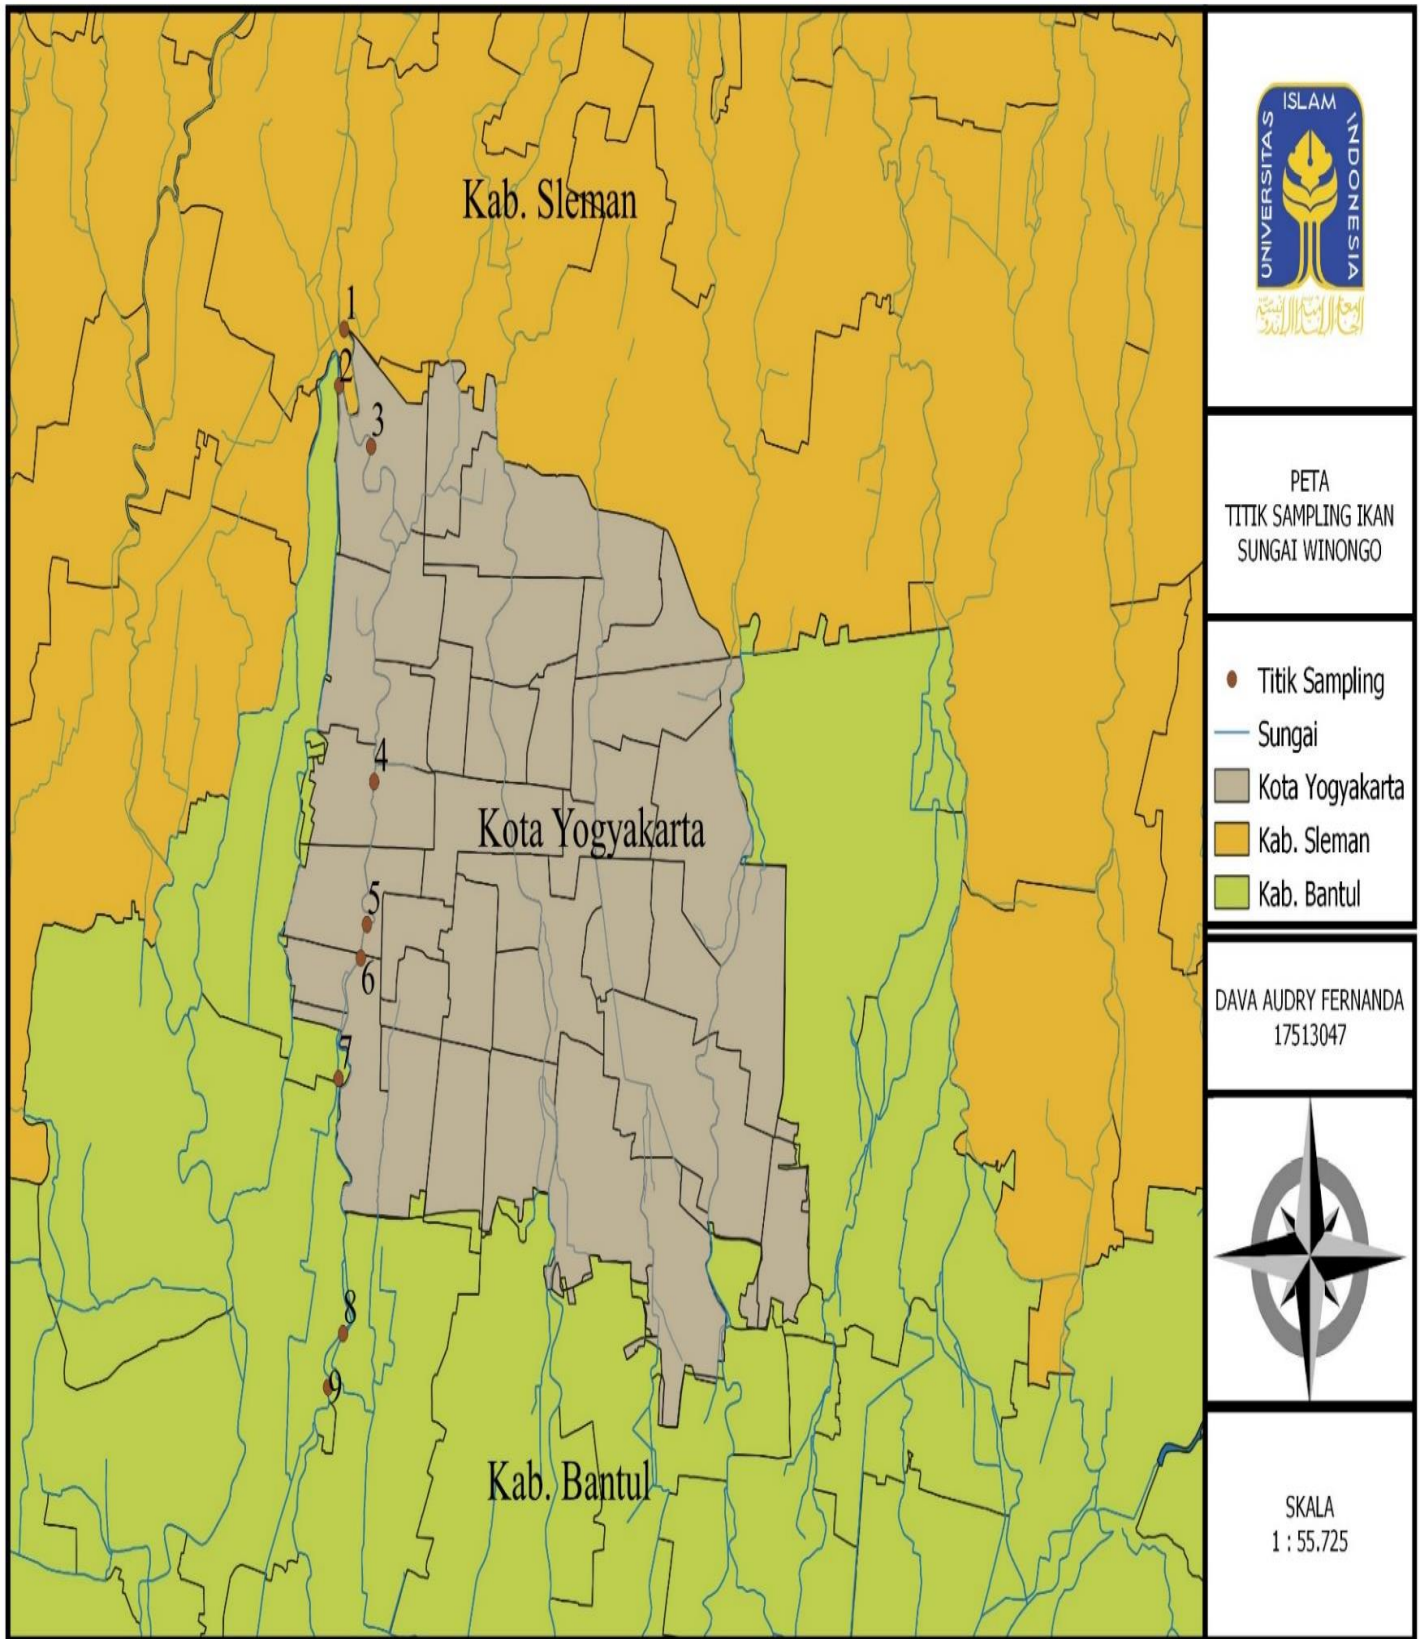 Kab. Sleman
1
2
3
4
Kota Yogyakarta
5
6
7
8
9
Kab. Bantul
UNIVERSITAS ISLAM INDONESIA
PETA
TITIK SAMPLING IKAN
SUNGAI WINONGO
Titik Sampling
Sungai
Kota Yogyakarta
Kab. Sleman
Kab. Bantul
DAVA AUDRY FERNANDA
17513047
SKALA
1 : 55.725